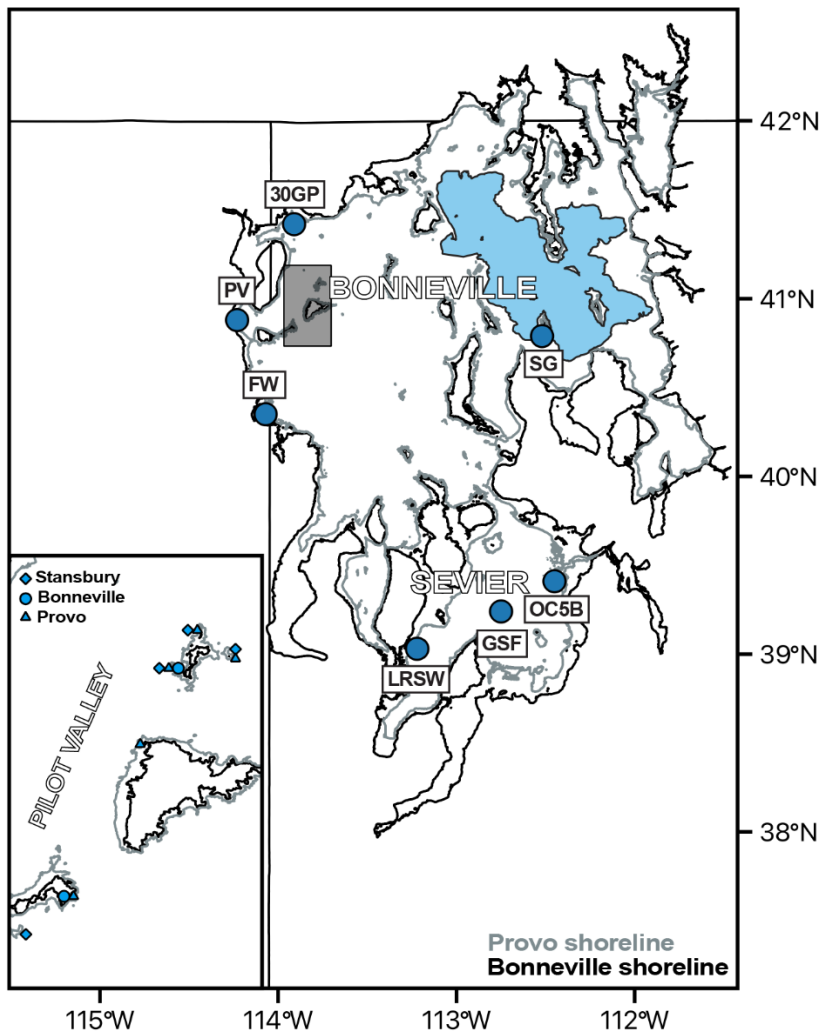 42°N
30GP
BONNEVILLE
41°N
PV
SG
FW
40°N
SEVIER
OC5B
GSF
39°N
LRSW
Stansbury
Bonneville
Provo
PILOT VALLEY
38°N
Provo shoreline
Bonneville shoreline
115°W
114°W
113°W
112°W